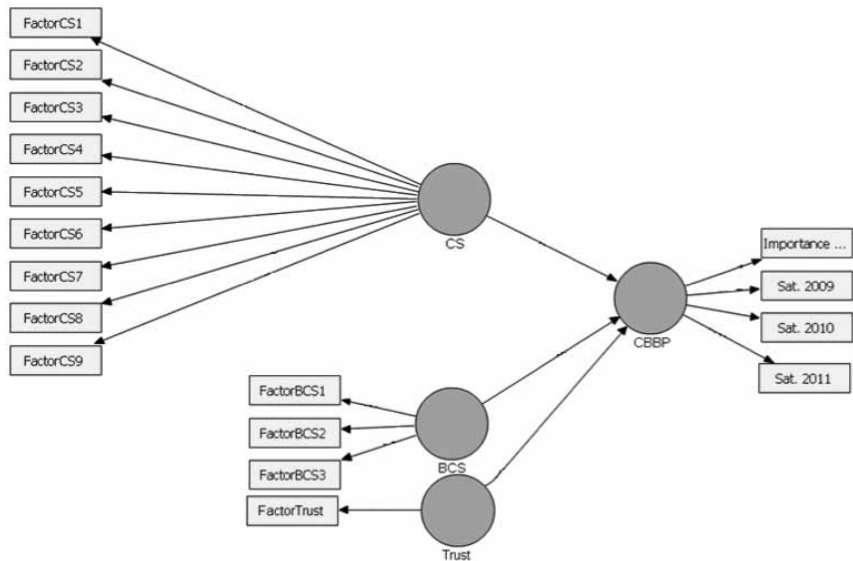 FactorCS1
FactorCS2
FactorCS3
FactorCS4
FactorCS5
FactorCS6
FactorCS7
FactorCS8
FactorCS9
CS
FactorBCS1
FactorBCS2
FactorBCS3
BCS
FactorTrust
Trust
CBBP
Importance ...
Sat. 2009
Sat. 2010
Sat. 2011